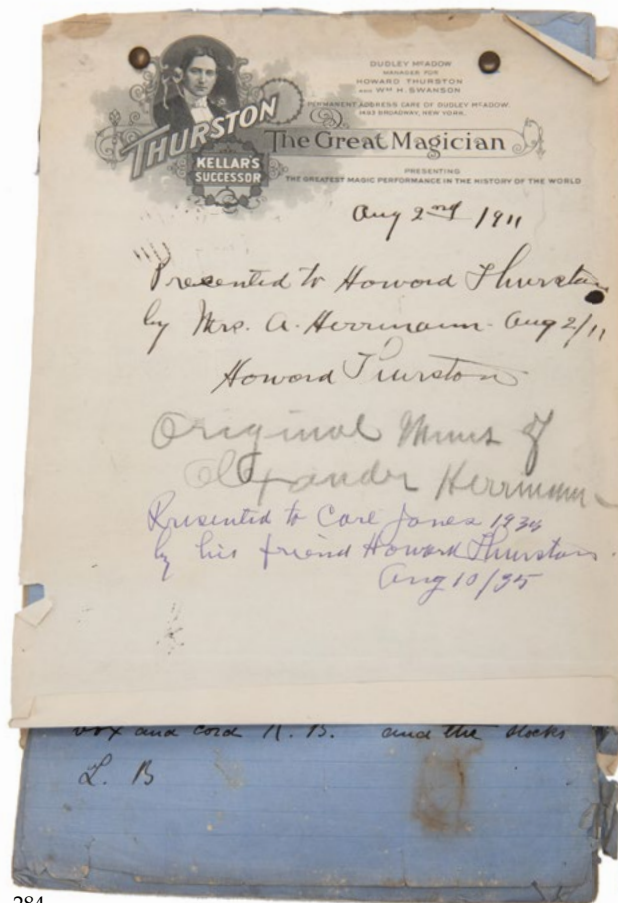 DUDLEY McADOW
MANAGER FOR
HOWARD THURSTON
AND Wm H. SWANSON
PERMANENT ADDRESS CARE OF DUDLEY McADOW.
1493 BROADWAY, NEW YORK.
THURSTON
The Great Magician
KELLAR'S
SUCCESSOR
PRESENTING
THE GREATEST MAGIC PERFORMANCE IN THE HISTORY OF THE WORLD
Aug 2nd 1911
Presented to Howard Thurston
by Mrs. A. Herrmann - Aug 2/11
Howard Thurston
Original of
Alexander Herrmann
Presented to Carl Jones
by his friend Howard Thurston.
Aug 10/35
box and cord R. B. and the stocks
L. B
284